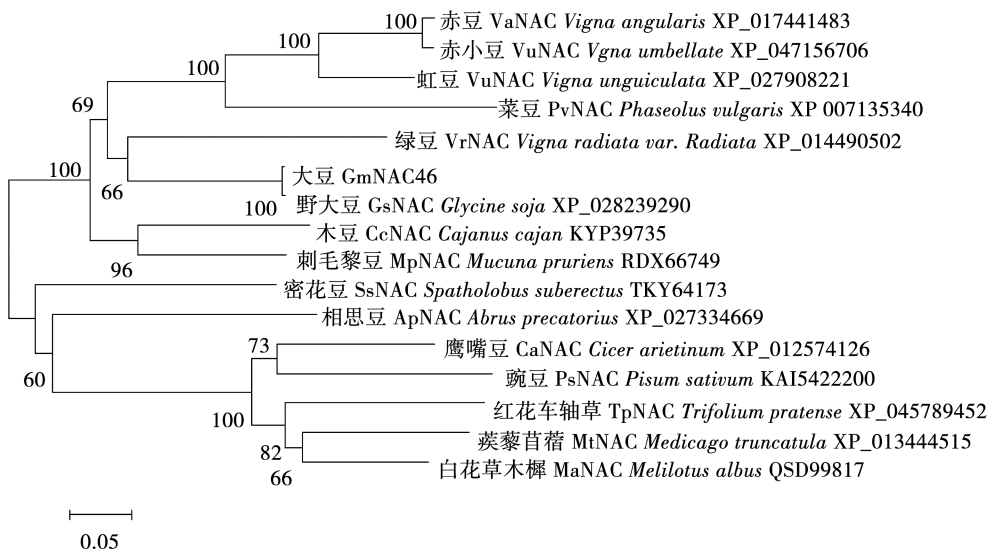 100 赤豆 VaNAC Vigna angularis XP_017441483
100 赤小豆 VuNAC Vgna umbellate XP_047156706
100 虹豆 VuNAC Vigna unguiculata XP_027908221
69 菜豆 PvNAC Phaseolus vulgaris XP 007135340
绿豆 VrNAC Vigna radiata var. Radiata XP_014490502
100 大豆 GmNAC46
66
100 野大豆 GsNAC Glycine soja XP_028239290
木豆 CcNAC Cajanus cajan KYP39735
96 刺毛黎豆 MpNAC Mucuna pruriens RDX66749
密花豆 SsNAC Spatholobus suberectus TKY64173
相思豆 ApNAC Abrus precatorius XP_027334669
73 鹰嘴豆 CaNAC Cicer arietinum XP_012574126
60 豌豆 PsNAC Pisum sativum KAI5422200
100 红花车轴草 TpNAC Trifolium pratense XP_045789452
82 蒺藜苜蓿 MtNAC Medicago truncatula XP_013444515
66 白花草木樨 MaNAC Melilotus albus QSD99817
0.05